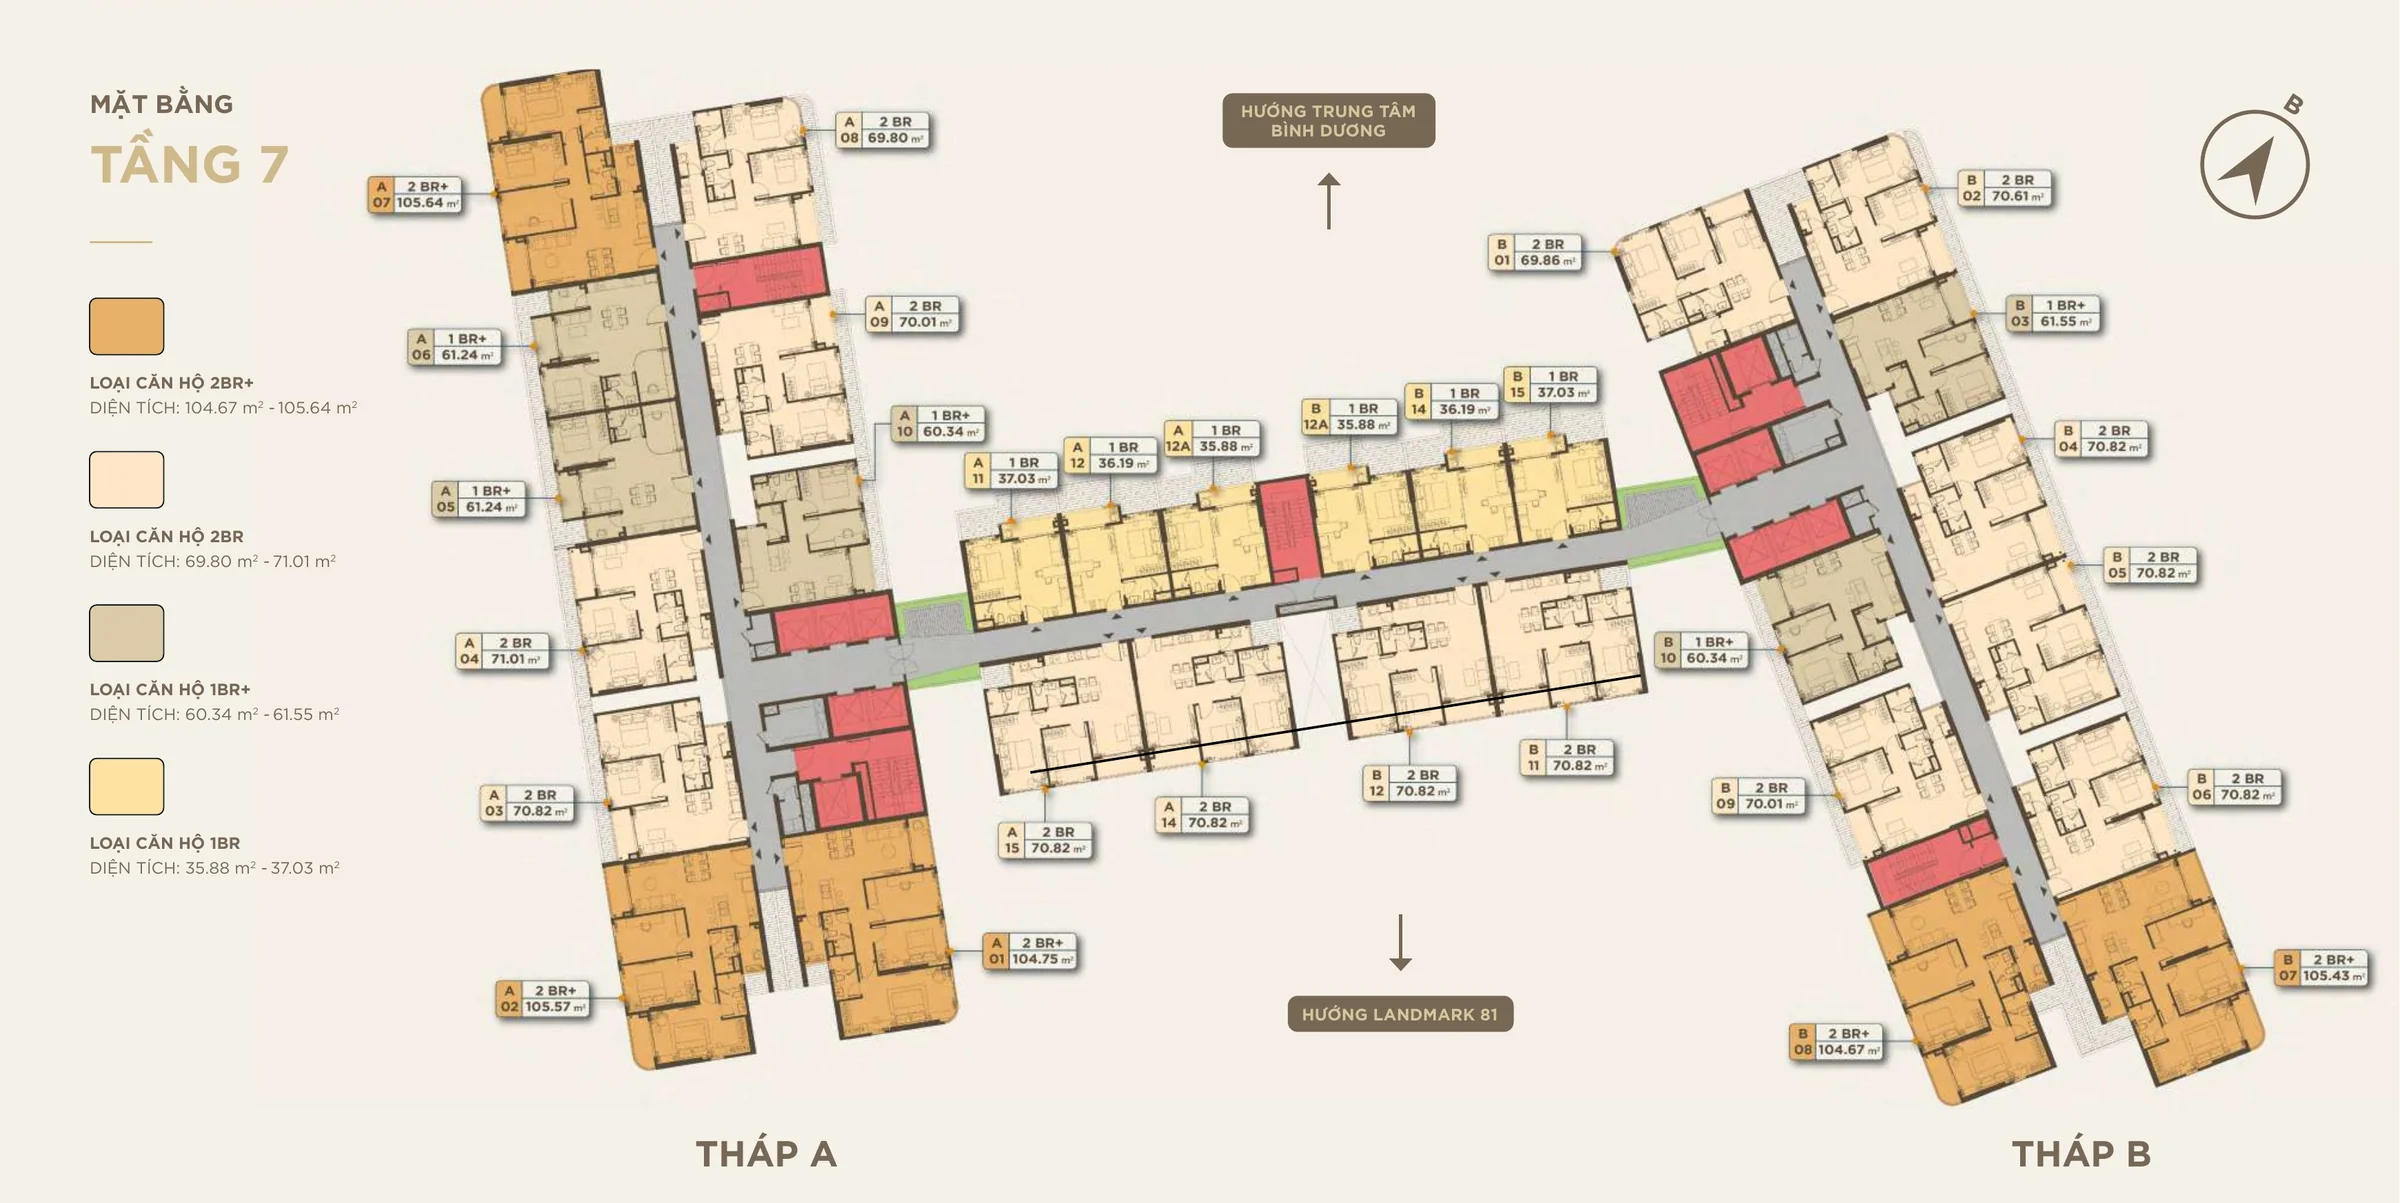 MẶT BẰNG
TẦNG 7
LOẠI CĂN HỘ 2BR+
DIỆN TÍCH: 104.67 m² - 105.64 m²
LOẠI CĂN HỘ 2BR
DIỆN TÍCH: 69.80 m² - 71.01 m²
LOẠI CĂN HỘ 1BR+
DIỆN TÍCH: 60.34 m² - 61.55 m²
LOẠI CĂN HỘ 1BR
DIỆN TÍCH: 35.88 m² - 37.03 m²
HƯỚNG TRUNG TÂM
BÌNH DƯƠNG
B
A 2 BR
08 69.80 m²
A 2 BR+
07 105.64 m²
A 2 BR
09 70.01 m²
A 1 BR+
06 61.24 m²
A 1 BR+
10 60.34 m²
A 1 BR+
05 61.24 m²
A 2 BR
04 71.01 m²
A 2 BR
03 70.82 m²
A 2 BR+
02 105.57 m²
A 2 BR+
01 104.75 m²
A 1 BR
11 37.03 m²
A 1 BR
12 36.19 m²
A 1 BR
12A 35.88 m²
B 1 BR
12A 35.88 m²
B 1 BR
14 36.19 m²
B 1 BR
15 37.03 m²
A 2 BR
15 70.82 m²
A 2 BR
14 70.82 m²
B 2 BR
12 70.82 m²
B 2 BR
11 70.82 m²
B 2 BR
01 69.86 m²
B 2 BR
02 70.61 m²
B 1 BR+
03 61.55 m²
B 2 BR
04 70.82 m²
B 2 BR
05 70.82 m²
B 1 BR+
10 60.34 m²
B 2 BR
09 70.01 m²
B 2 BR
06 70.82 m²
B 2 BR+
07 105.43 m²
B 2 BR+
08 104.67 m²
HƯỚNG LANDMARK 81
THÁP A
THÁP B